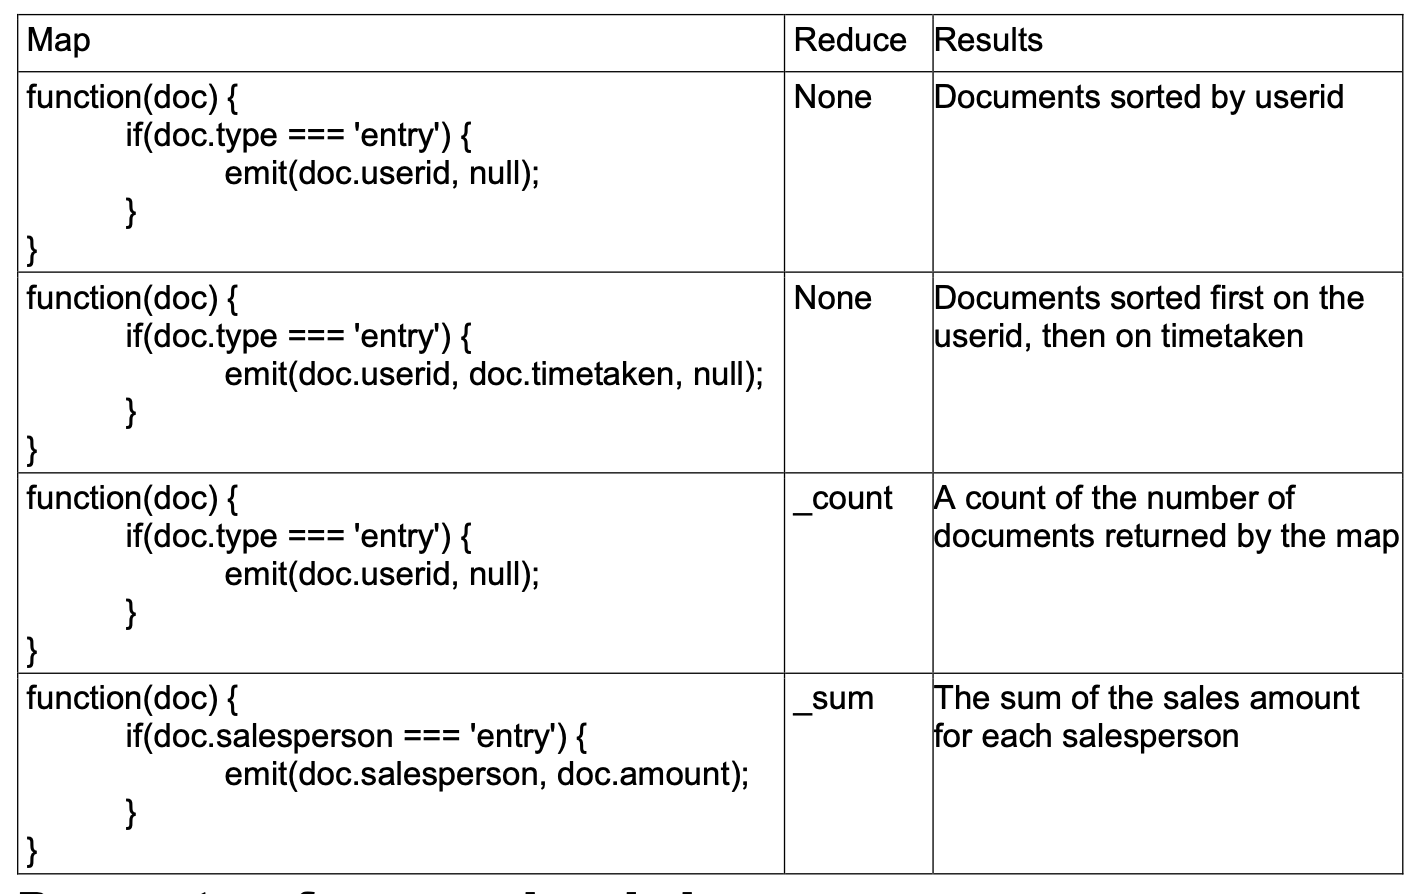 Map
Reduce
Results
function(doc) {
if(doc.type === 'entry') {
emit(doc.userid, null);
}
}
None
Documents sorted by userid
function(doc) {
if(doc.type === 'entry') {
emit(doc.userid, doc.timetaken, null);
}
}
None
Documents sorted first on the
userid, then on timetaken
function(doc) {
if(doc.type === 'entry') {
emit(doc.userid, null);
}
}
_count
A count of the number of
documents returned by the map
function(doc) {
if(doc.salesperson === 'entry') {
emit(doc.salesperson, doc.amount);
}
}
_sum
The sum of the sales amount
for each salesperson